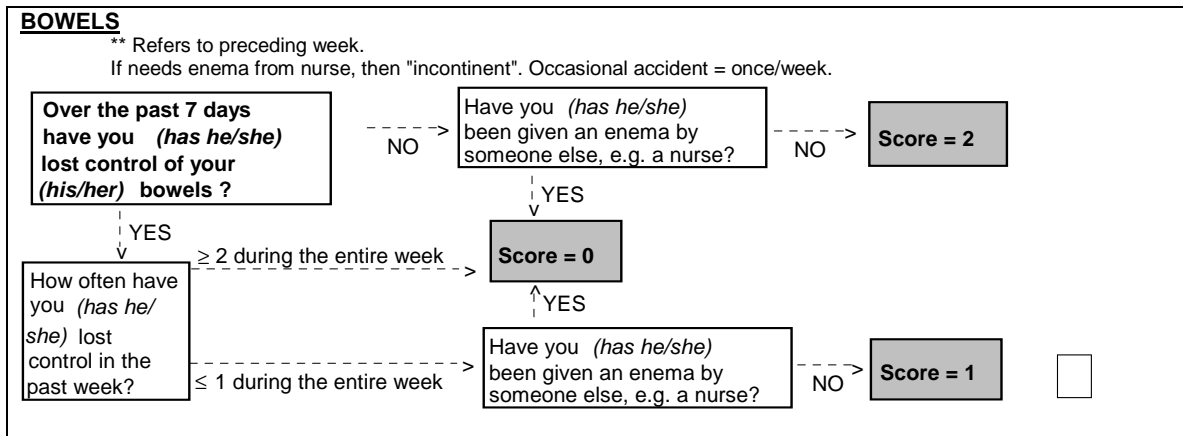 BOWELS
** Refers to preceding week.
If needs enema from nurse, then "incontinent". Occasional accident = once/week.
Over the past 7 days
have you (has he/she)
lost control of your
(his/her) bowels ?
NO
Have you (has he/she)
been given an enema by
someone else, e.g. a nurse?
NO
Score = 2
YES
YES
≥ 2 during the entire week
Score = 0
How often have
you (has he/
she) lost
control in the
past week?
YES
≤ 1 during the entire week
Have you (has he/she)
been given an enema by
someone else, e.g. a nurse?
NO
Score = 1